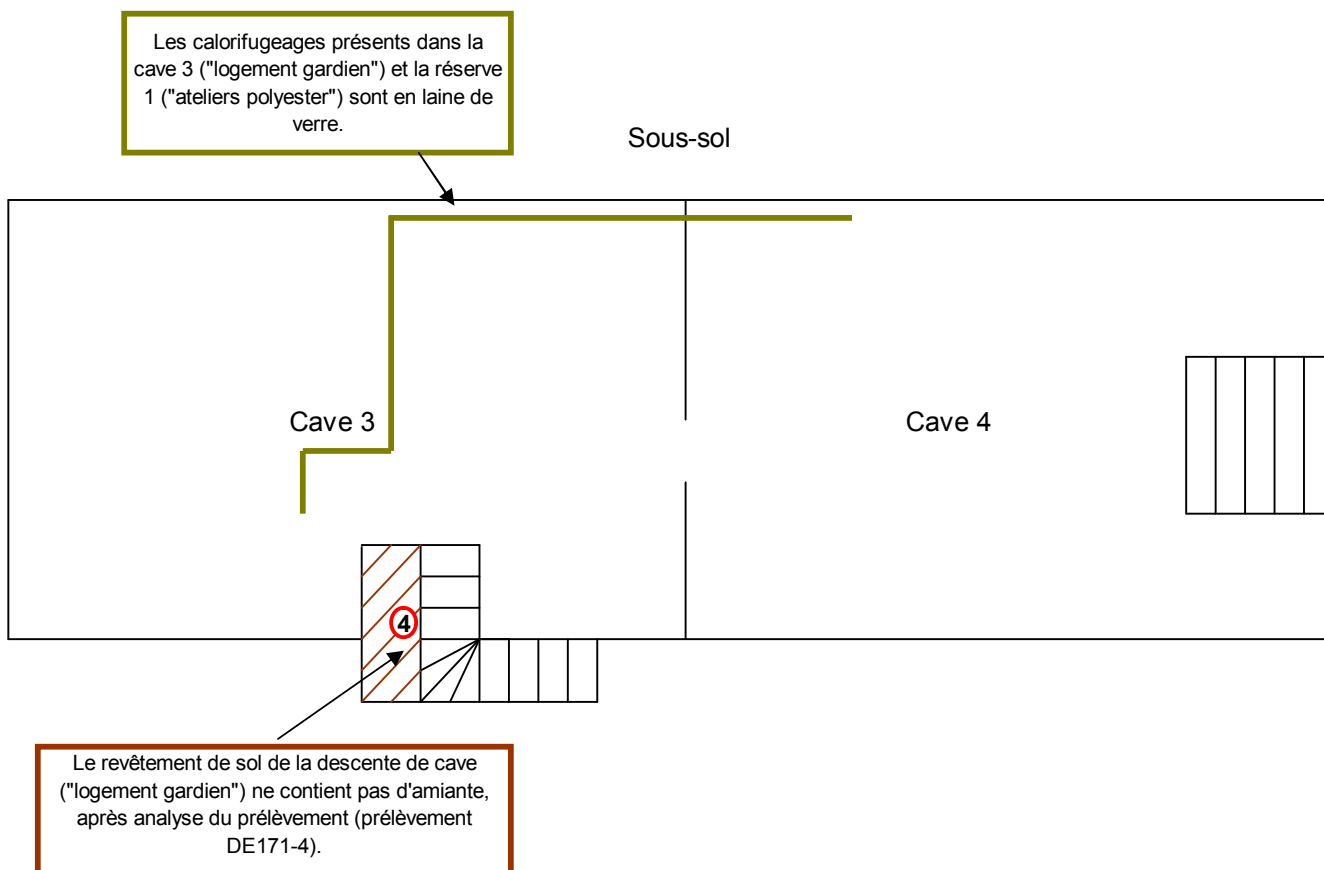 Les calorifugeages présents dans la
cave 3 ("logement gardien") et la réserve
1 ("ateliers polyester") sont en laine de
verre.
Sous-sol
Cave 3
Cave 4
4
Le revêtement de sol de la descente de cave
("logement gardien") ne contient pas d'amiante,
après analyse du prélèvement (prélèvement
DE171-4).